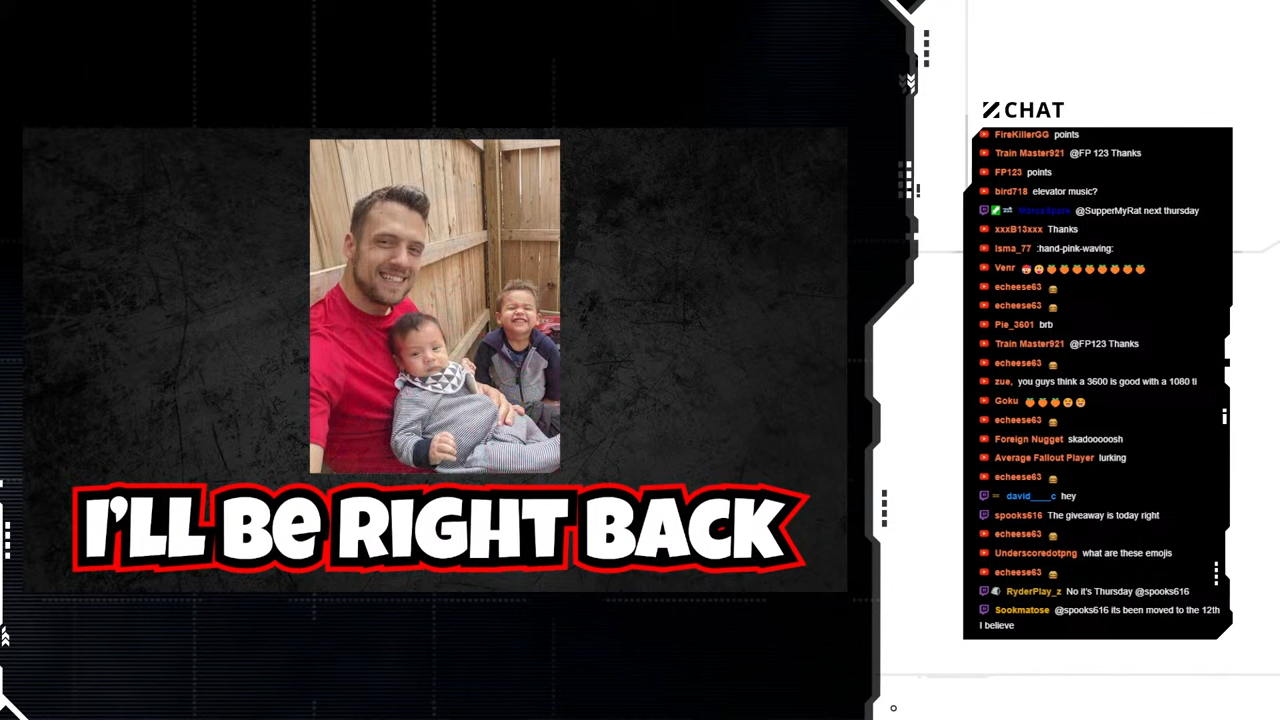 I'LL BE RIGHT BACK
CHAT
FireKillerGG points
Train Master921 @FP 123 Thanks
FP123 points
bird718 elevator music?
@SupperMyRat next thursday
xxxB13xxx Thanks
Isma_77 :hand-pink-waving:
Venr
echeese63
echeese63
Pie_3601 brb
Train Master921 @FP123 Thanks
echeese63
zue, you guys think a 3600 is good with a 1080 ti
Goku
echeese63
Foreign Nugget skadooooosh
Average Fallout Player lurking
echeese63
david____c hey
spooks616 The giveaway is today right
echeese63
Underscoredotpng what are these emojis
echeese63
RyderPlay_z No it's Thursday @spooks616
Sookmatose @spooks616 its been moved to the 12th
I believe